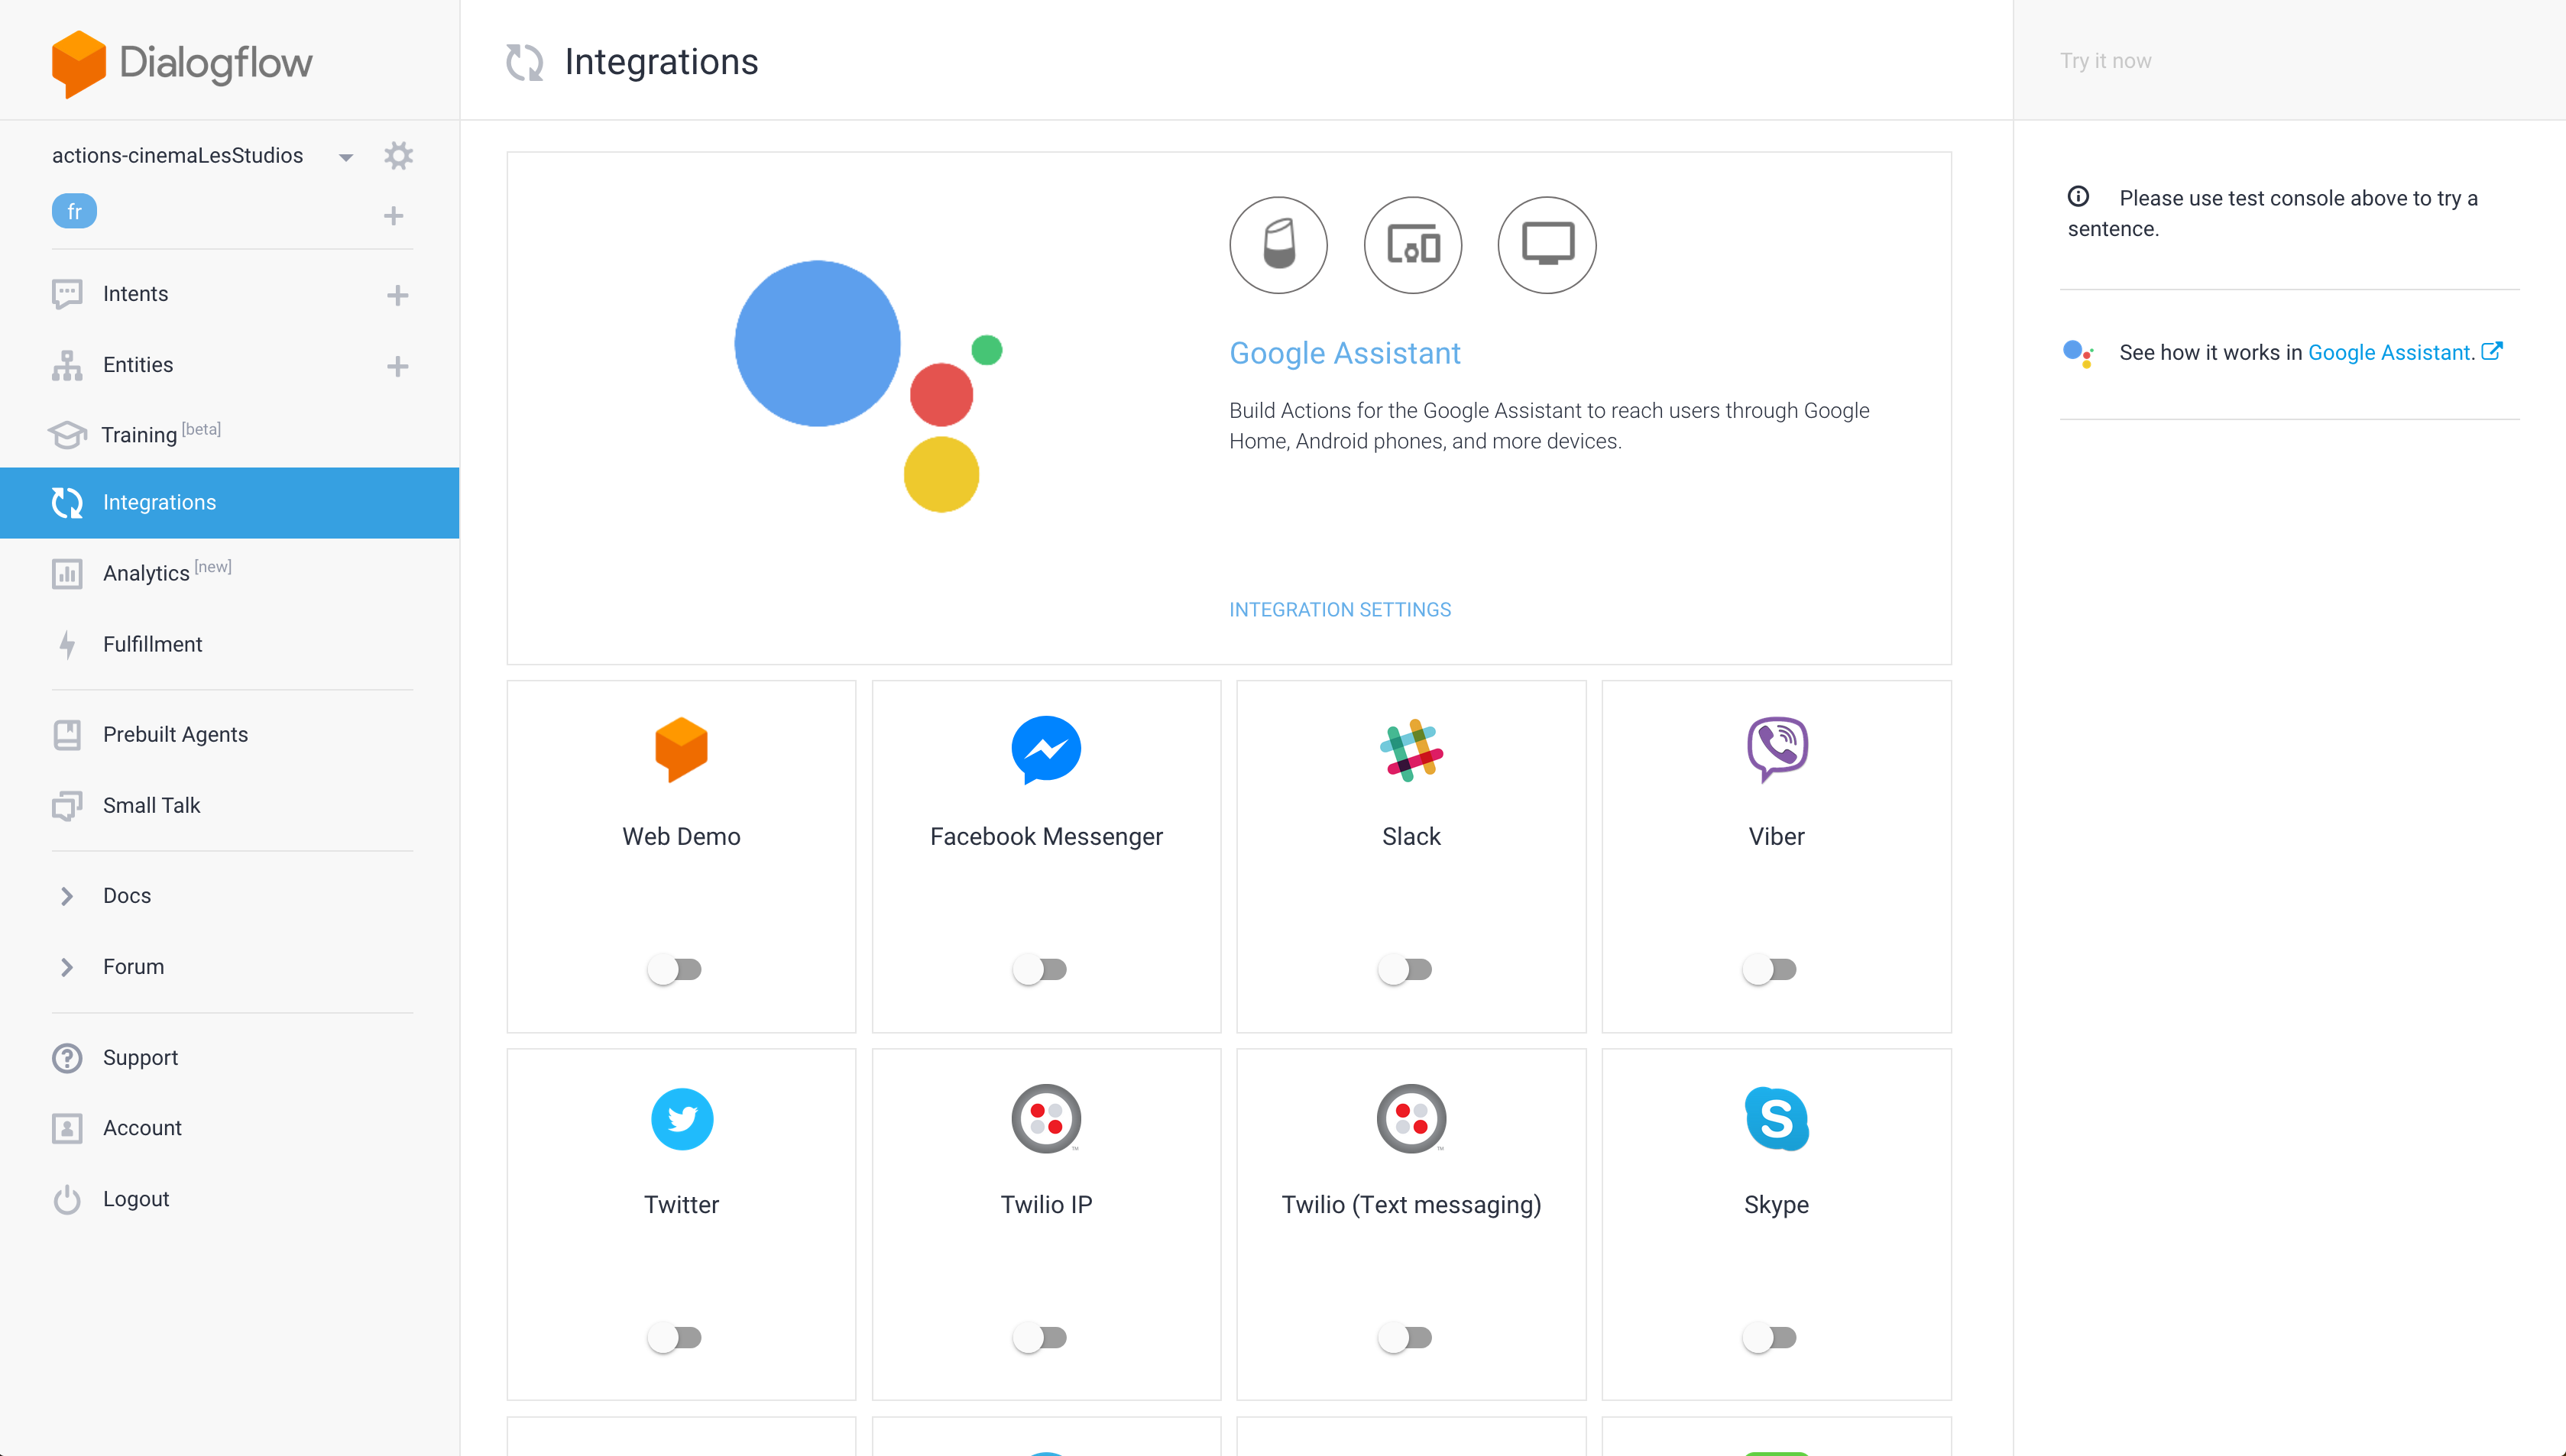 Dialogflow
actions-cinemaLesStudios
fr
Intents
Entities
Training [beta]
Integrations
Analytics [new]
Fulfillment
Prebuilt Agents
Small Talk
Docs
Forum
Support
Account
Logout
Integrations
Google Assistant
Build Actions for the Google Assistant to reach users through Google
Home, Android phones, and more devices.
INTEGRATION SETTINGS
Web Demo
Facebook Messenger
Slack
Viber
Twitter
Twilio IP
Twilio (Text messaging)
Skype
Try it now
Please use test console above to try a
sentence.
See how it works in Google Assistant.